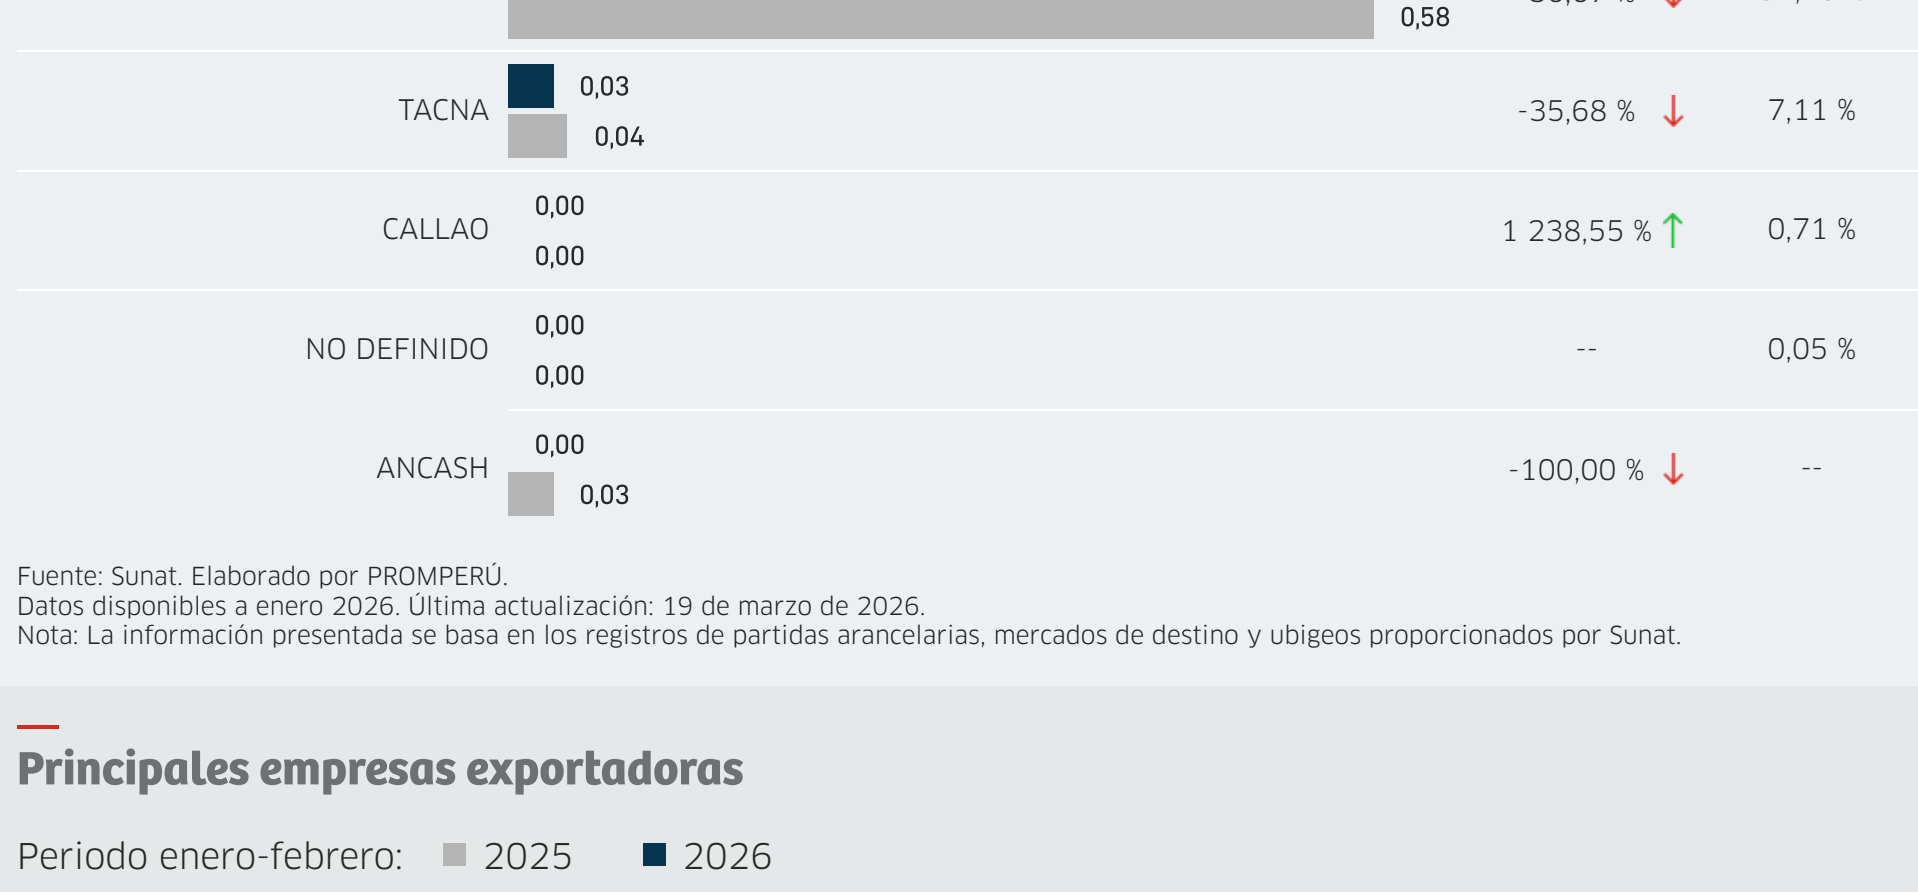 0,58
TACNA
0,03
0,04
-35,68 %
7,11 %
CALLAO
0,00
0,00
1 238,55 %
0,71 %
NO DEFINIDO
0,00
0,00
--
0,05 %
ANCASH
0,00
0,03
-100,00 %
--
Fuente: Sunat. Elaborado por PROMPERÚ.
Datos disponibles a enero 2026. Última actualización: 19 de marzo de 2026.
Nota: La información presentada se basa en los registros de partidas arancelarias, mercados de destino y ubigeos proporcionados por Sunat.
Principales empresas exportadoras
Periodo enero-febrero: 2025 2026